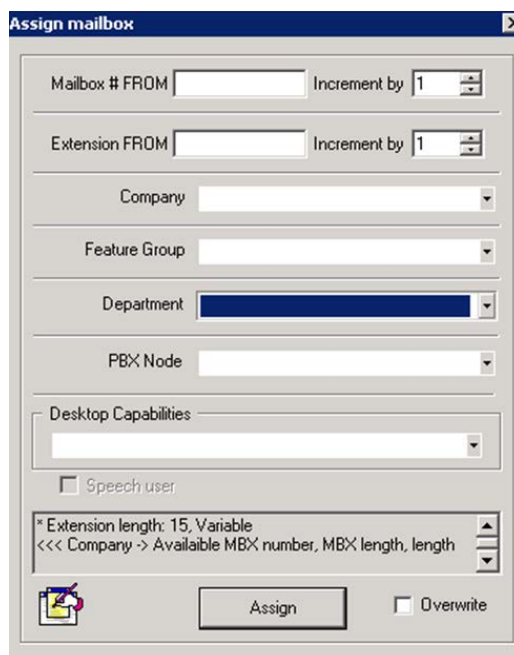 Assign mailbox
Mailbox # FROM Increment by 1
Extension FROM Increment by 1
Company
Feature Group
Department
PBX Node
Desktop Capabilities
Speech user
* Extension length: 15, Variable
<<< Company -> Available MBX number, MBX length, length
Assign Overwrite